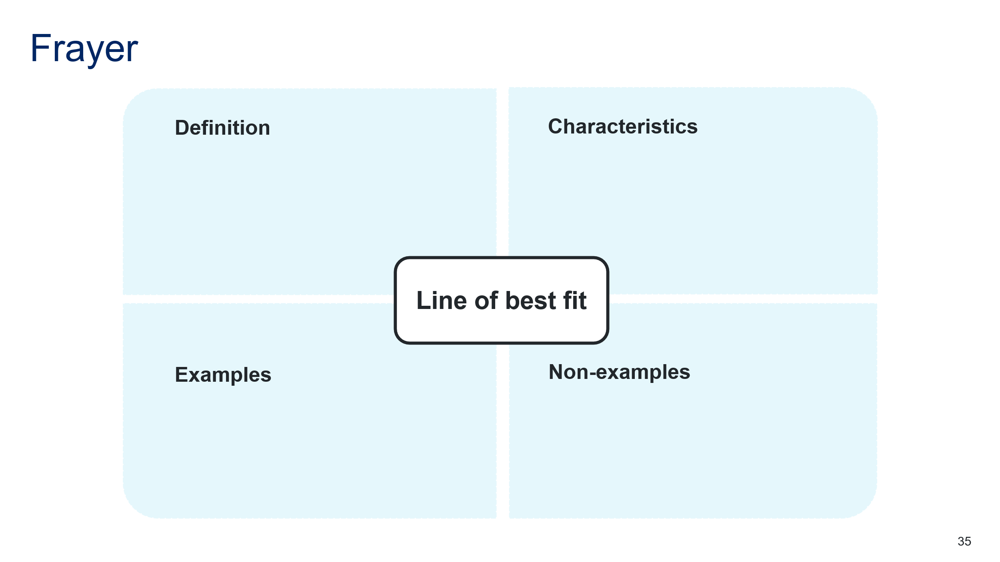 Frayer
Definition
Characteristics
Line of best fit
Examples
Non-examples
35